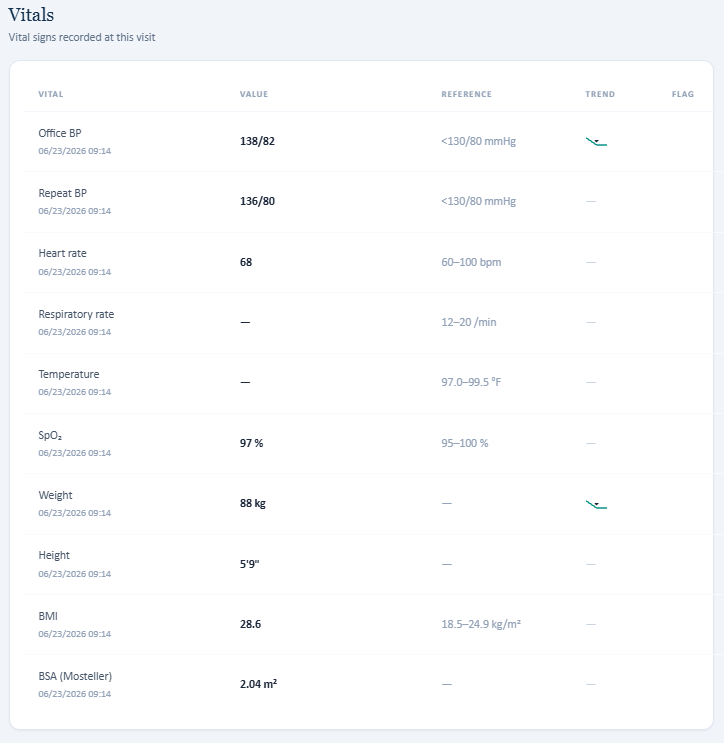 Vitals
Vital signs recorded at this visit
VITAL VALUE REFERENCE TREND FLAG
Office BP
06/23/2026 09:14
138/82 <130/80 mmHg
Repeat BP
06/23/2026 09:14
136/80 <130/80 mmHg —
Heart rate
06/23/2026 09:14
68 60–100 bpm —
Respiratory rate
06/23/2026 09:14
— 12–20 /min —
Temperature
06/23/2026 09:14
— 97.0–99.5 °F —
SpO₂
06/23/2026 09:14
97 % 95–100 % —
Weight
06/23/2026 09:14
88 kg —
Height
06/23/2026 09:14
5'9" — —
BMI
06/23/2026 09:14
28.6 18.5–24.9 kg/m² —
BSA (Mosteller)
06/23/2026 09:14
2.04 m² — —